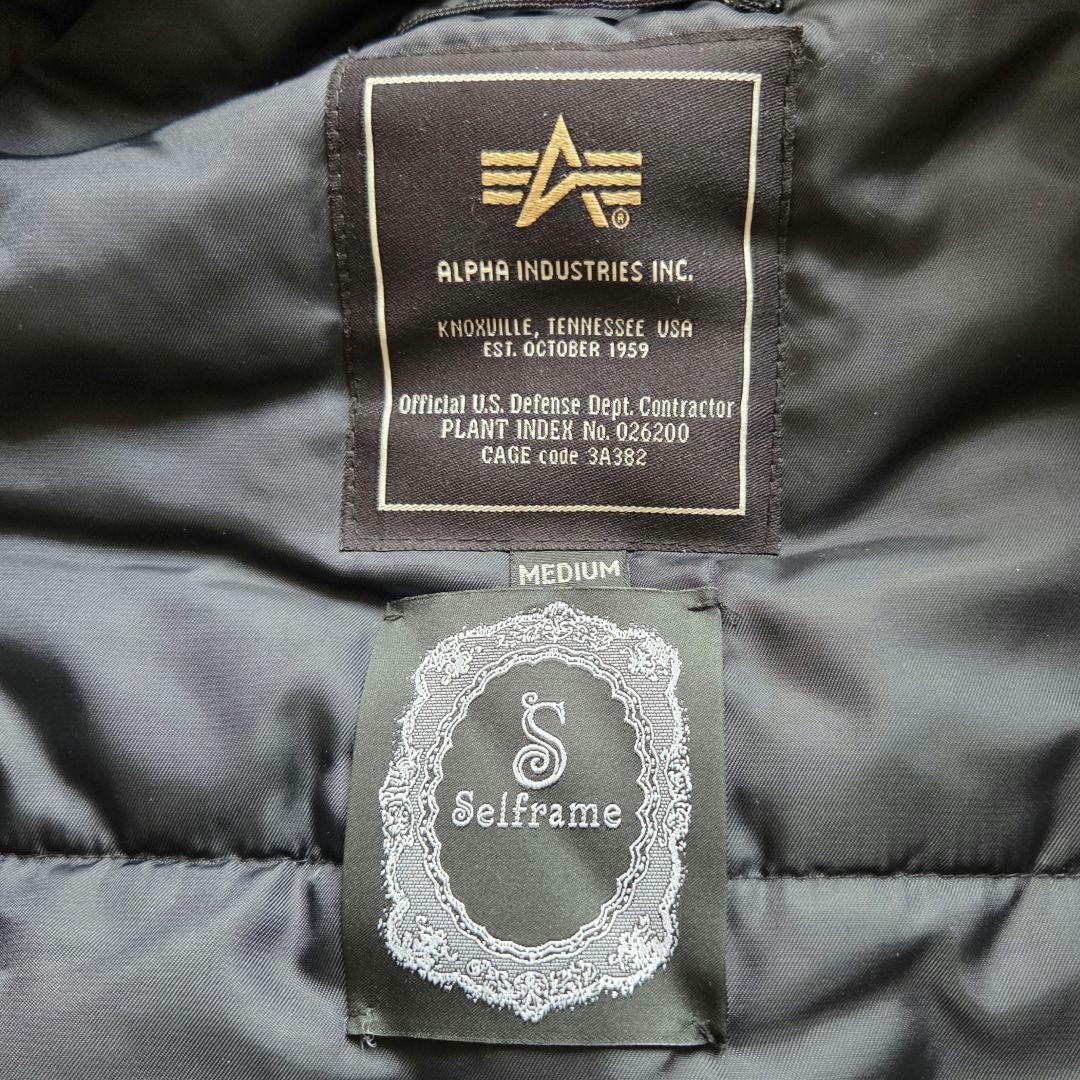 ®
ALPHA INDUSTRIES INC.
KNOXVILLE, TENNESSEE USA
EST. OCTOBER 1959
Official U.S. Defense Dept. Contractor
PLANT INDEX No. 026200
CAGE code 3A382
MEDIUM
S
Selframe